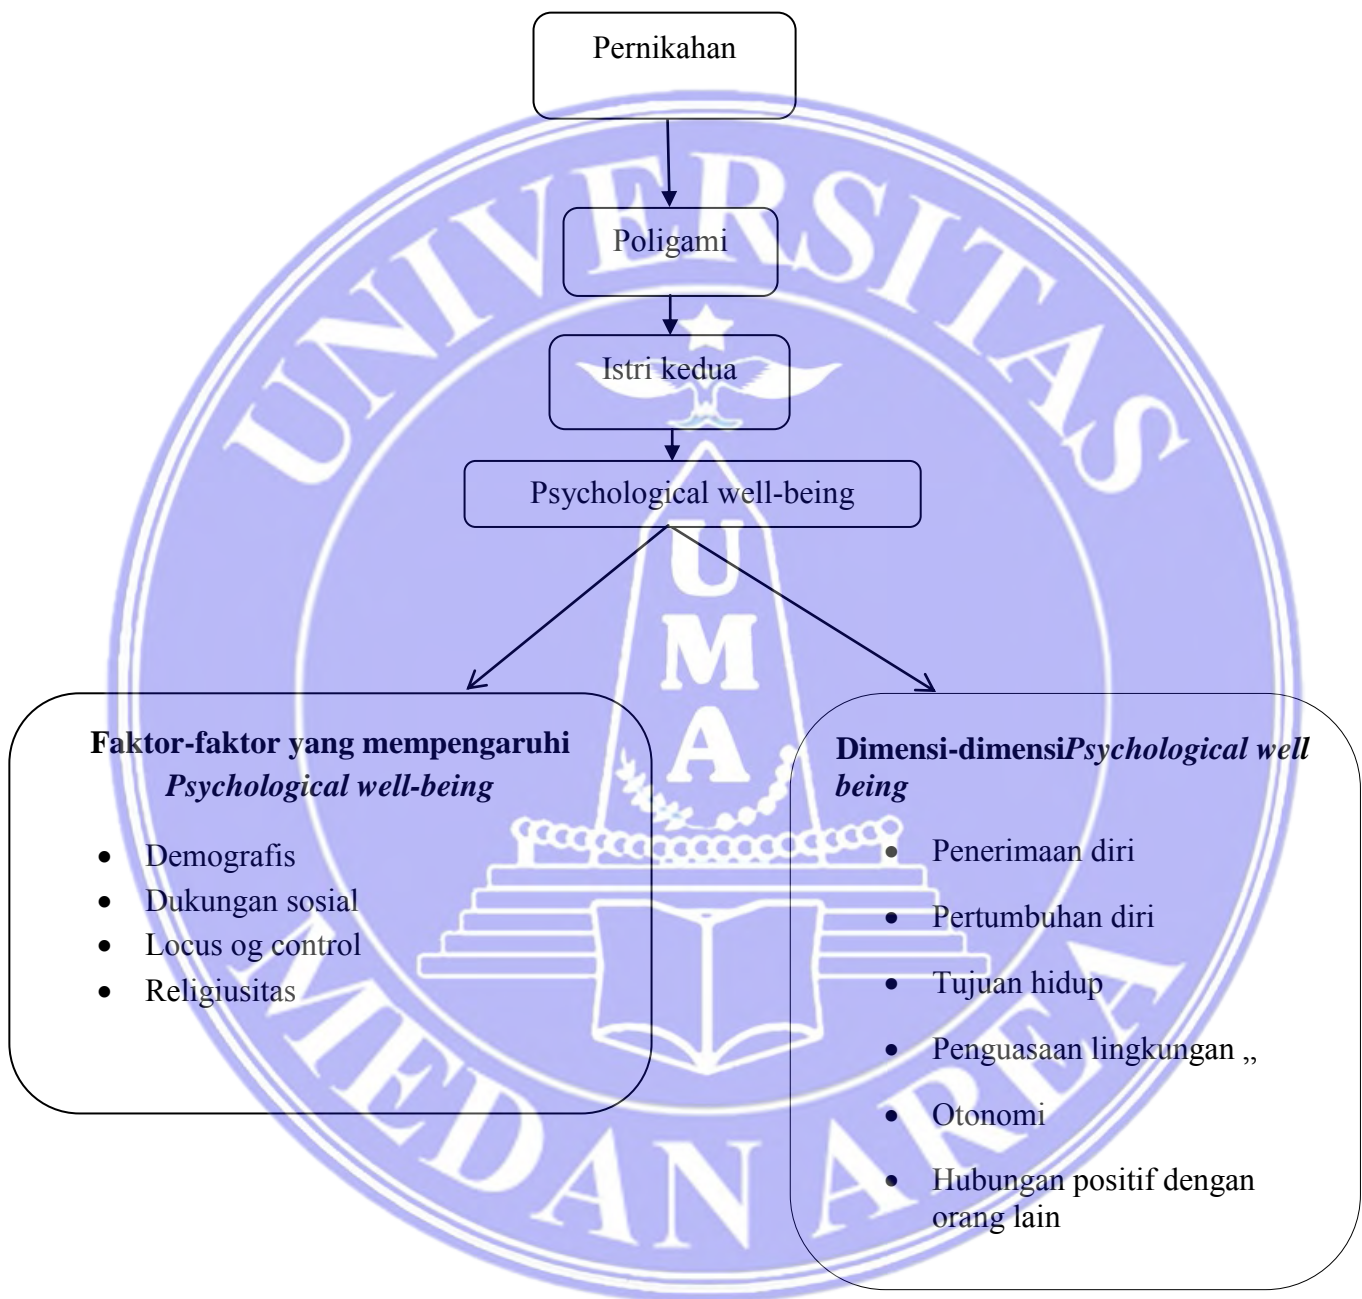 Pernikahan
Poligami
Istri kedua
Psychological well-being
Faktor-faktor yang mempengaruhi
Psychological well-being
• Demografis
• Dukungan sosial
• Locus og control
• Religiusitas
Dimensi-dimensiPsychological well
being
• Penerimaan diri
• Pertumbuhan diri
• Tujuan hidup
• Penguasaan lingkungan „
• Otonomi
• Hubungan positif dengan
orang lain
UNIVERSITAS
UMA
MEDAN AREA